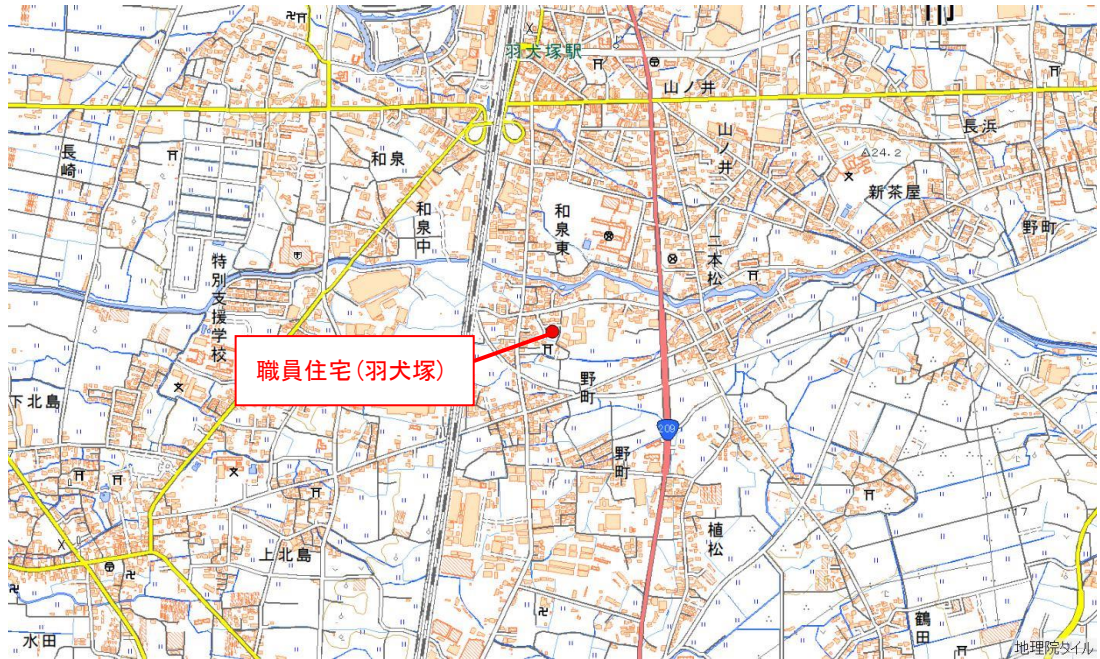 羽犬塚駅
山ノ井
長浜
24.2
長崎
和泉
山ノ井
新茶屋
和泉中
和泉東
二本松
野町
特別支援学校
職員住宅(羽犬塚)
野町
下北島
209
野町
17
植松
上北島
鶴田
水田
地理院タイル